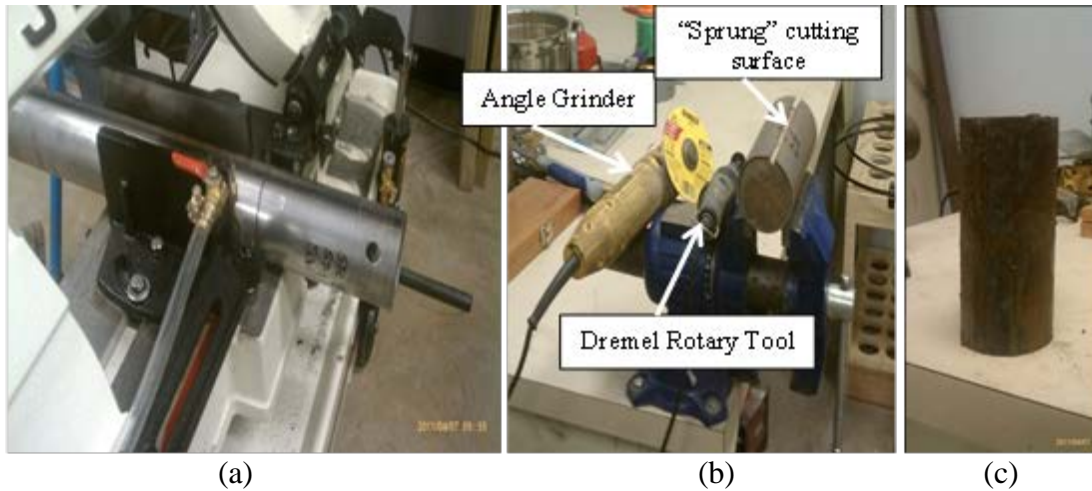 “Sprung” cutting
surface
Angle Grinder
Dremel Rotary Tool
(a)
(b)
(c)